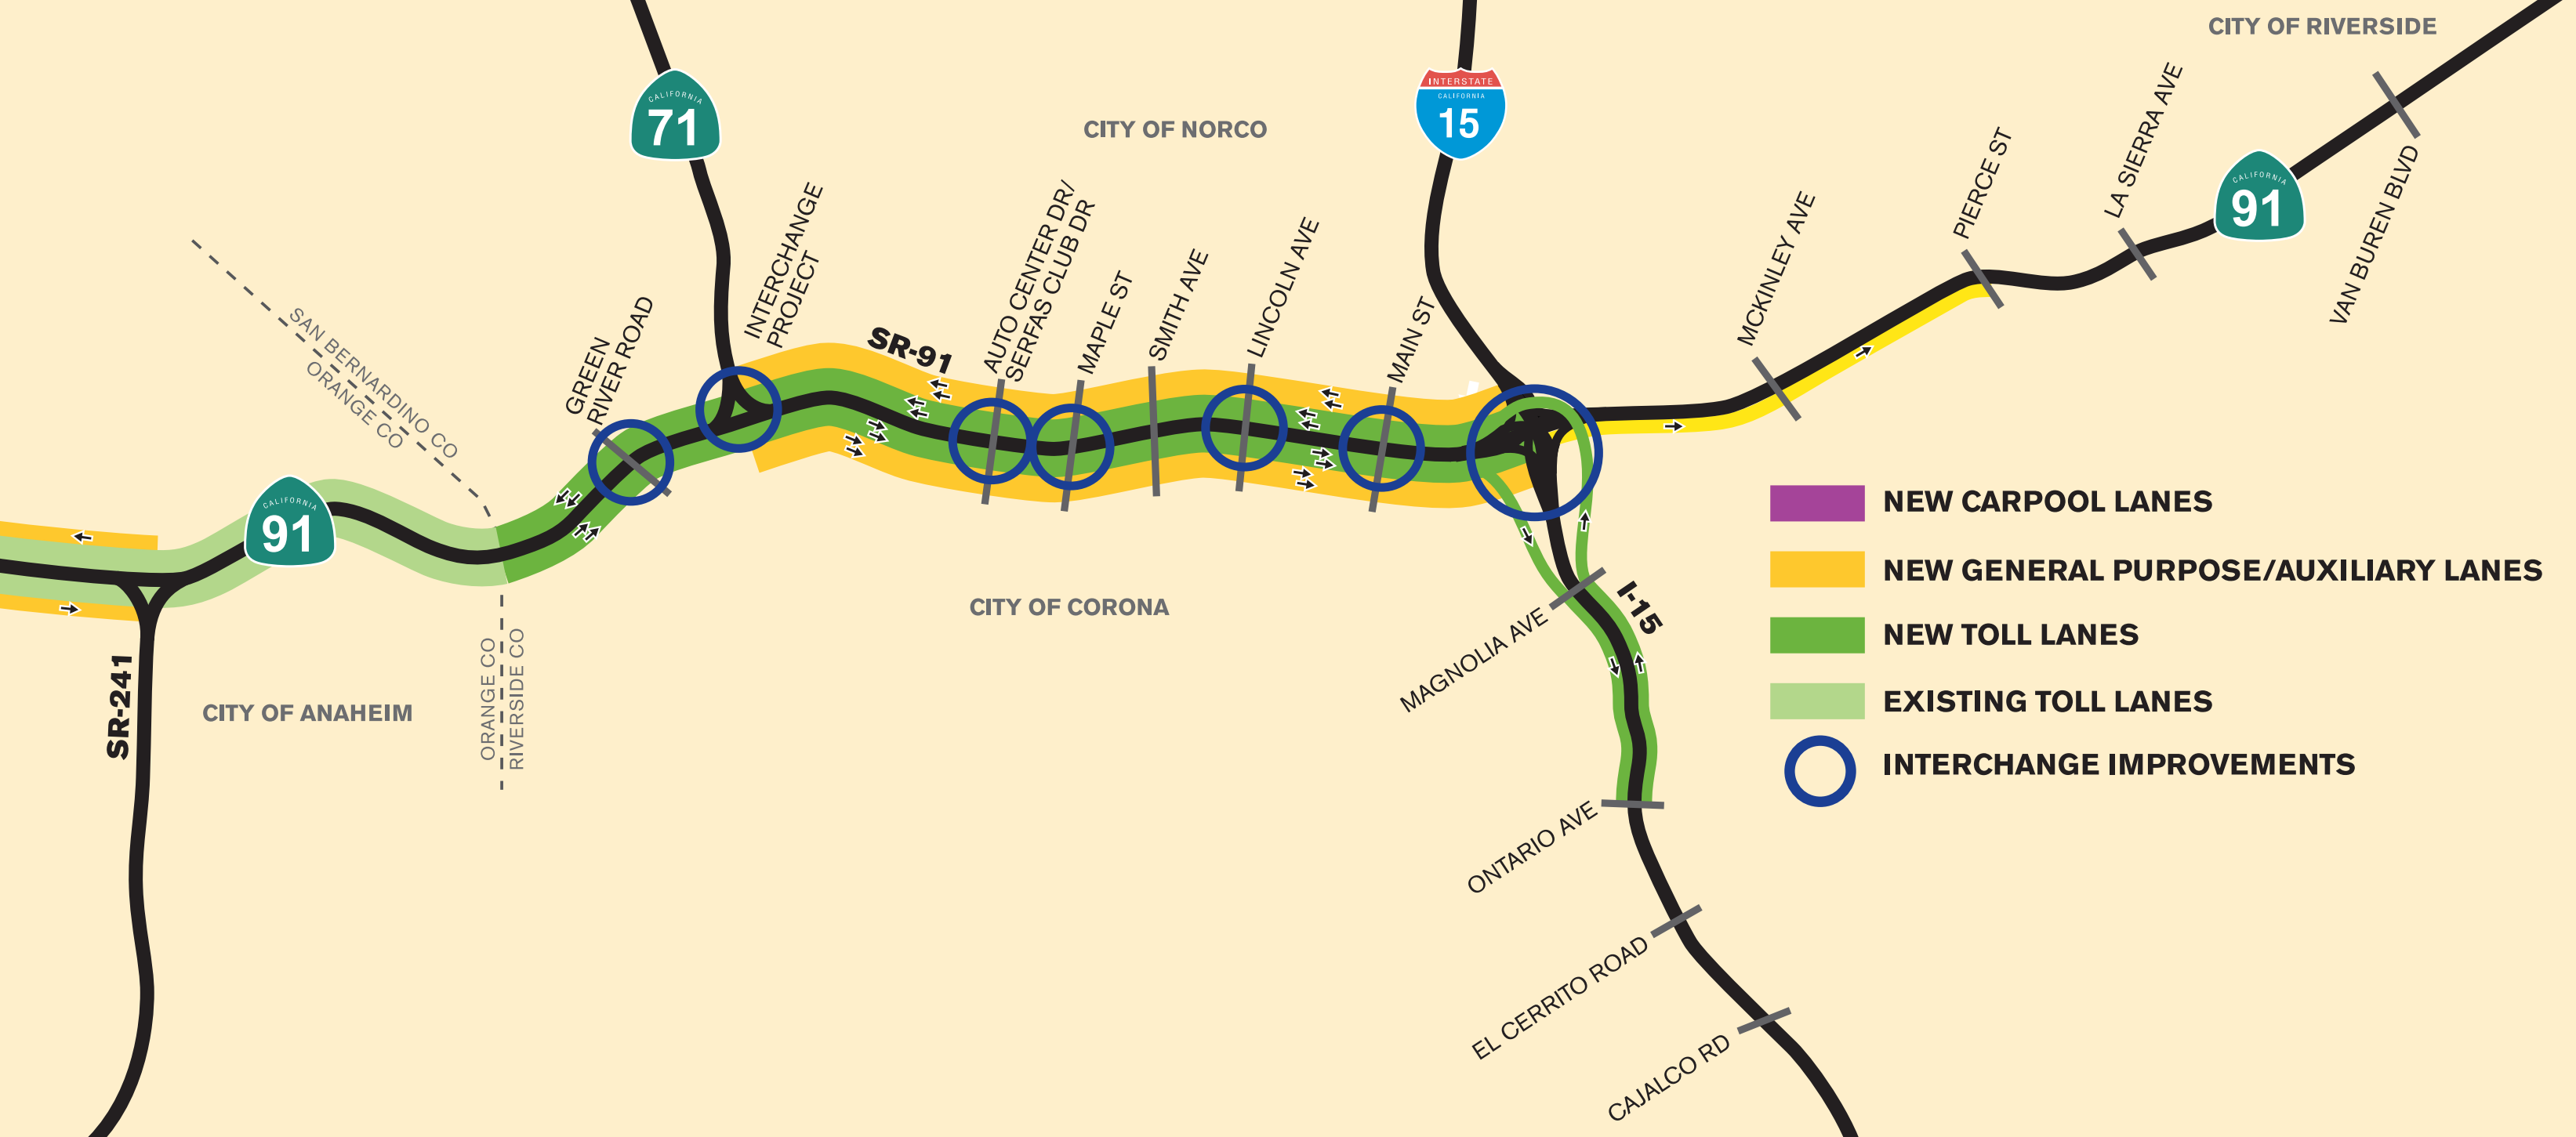 CITY OF RIVERSIDE
CALIFORNIA
71
INTERSTATE
CALIFORNIA
15
CITY OF NORCO
LA SIERRA AVE
PIERCE ST
CALIFORNIA
91
VAN BUREN BLVD
MCKINLEY AVE
INTERCHANGE
PROJECT
AUTO CENTER DR/
SERFAS CLUB DR
MAPLE ST
SMITH AVE
LINCOLN AVE
MAIN ST
SR-91
GREEN
RIVER ROAD
SAN BERNARDINO CO
ORANGE CO
CALIFORNIA
91
SR-241
CITY OF ANAHEIM
ORANGE CO
RIVERSIDE CO
CITY OF CORONA
I-15
MAGNOLIA AVE
ONTARIO AVE
EL CERRITO ROAD
CAJALCO RD
NEW CARPOOL LANES
NEW GENERAL PURPOSE/AUXILIARY LANES
NEW TOLL LANES
EXISTING TOLL LANES
INTERCHANGE IMPROVEMENTS